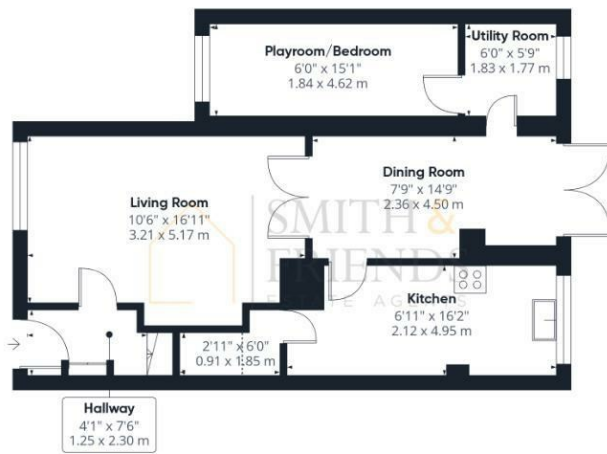 Playroom/Bedroom
6'0" x 15'1"
1.84 x 4.62 m
Utility Room
6'0" x 5'9"
1.83 x 1.77 m
Living Room
10'6" x 16'11"
3.21 x 5.17 m
Dining Room
7'9" x 14'9"
2.36 x 4.50 m
SMITH &
FRIENDS
ESTATE AGENTS
Kitchen
6'11" x 16'2"
2.12 x 4.95 m
2'11" x 6'0"
0.91 x 1.85 m
Hallway
4'1" x 7'6"
1.25 x 2.30 m